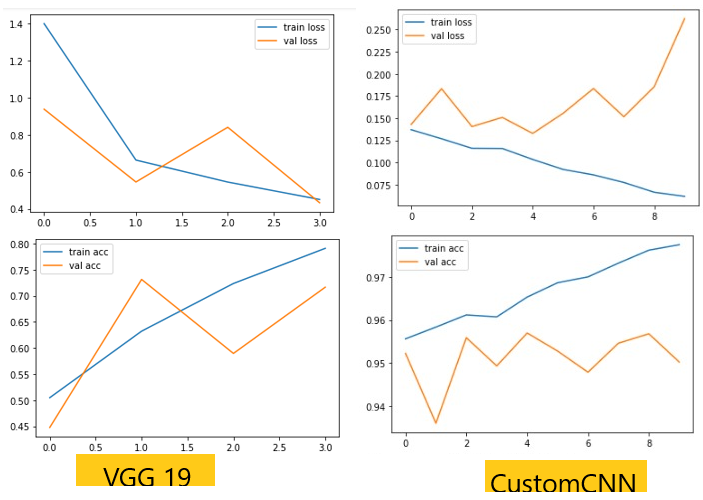 train loss
val loss
1.4
1.2
1.0
0.8
0.6
0.4
0.0 0.5 1.0 1.5 2.0 2.5 3.0
train loss
val loss
0.250
0.225
0.200
0.175
0.150
0.125
0.100
0.075
0 2 4 6 8
train acc
val acc
0.80
0.75
0.70
0.65
0.60
0.55
0.50
0.45
0.0 0.5 1.0 1.5 2.0 2.5 3.0
train acc
val acc
0.97
0.96
0.95
0.94
0 2 4 6 8
VGG 19
CustomCNN